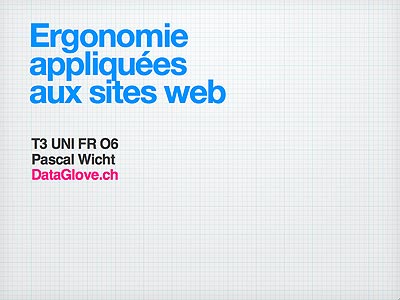 Ergonomie
appliquées
aux sites web
T3 UNI FR O6
Pascal Wicht
DataGlove.ch